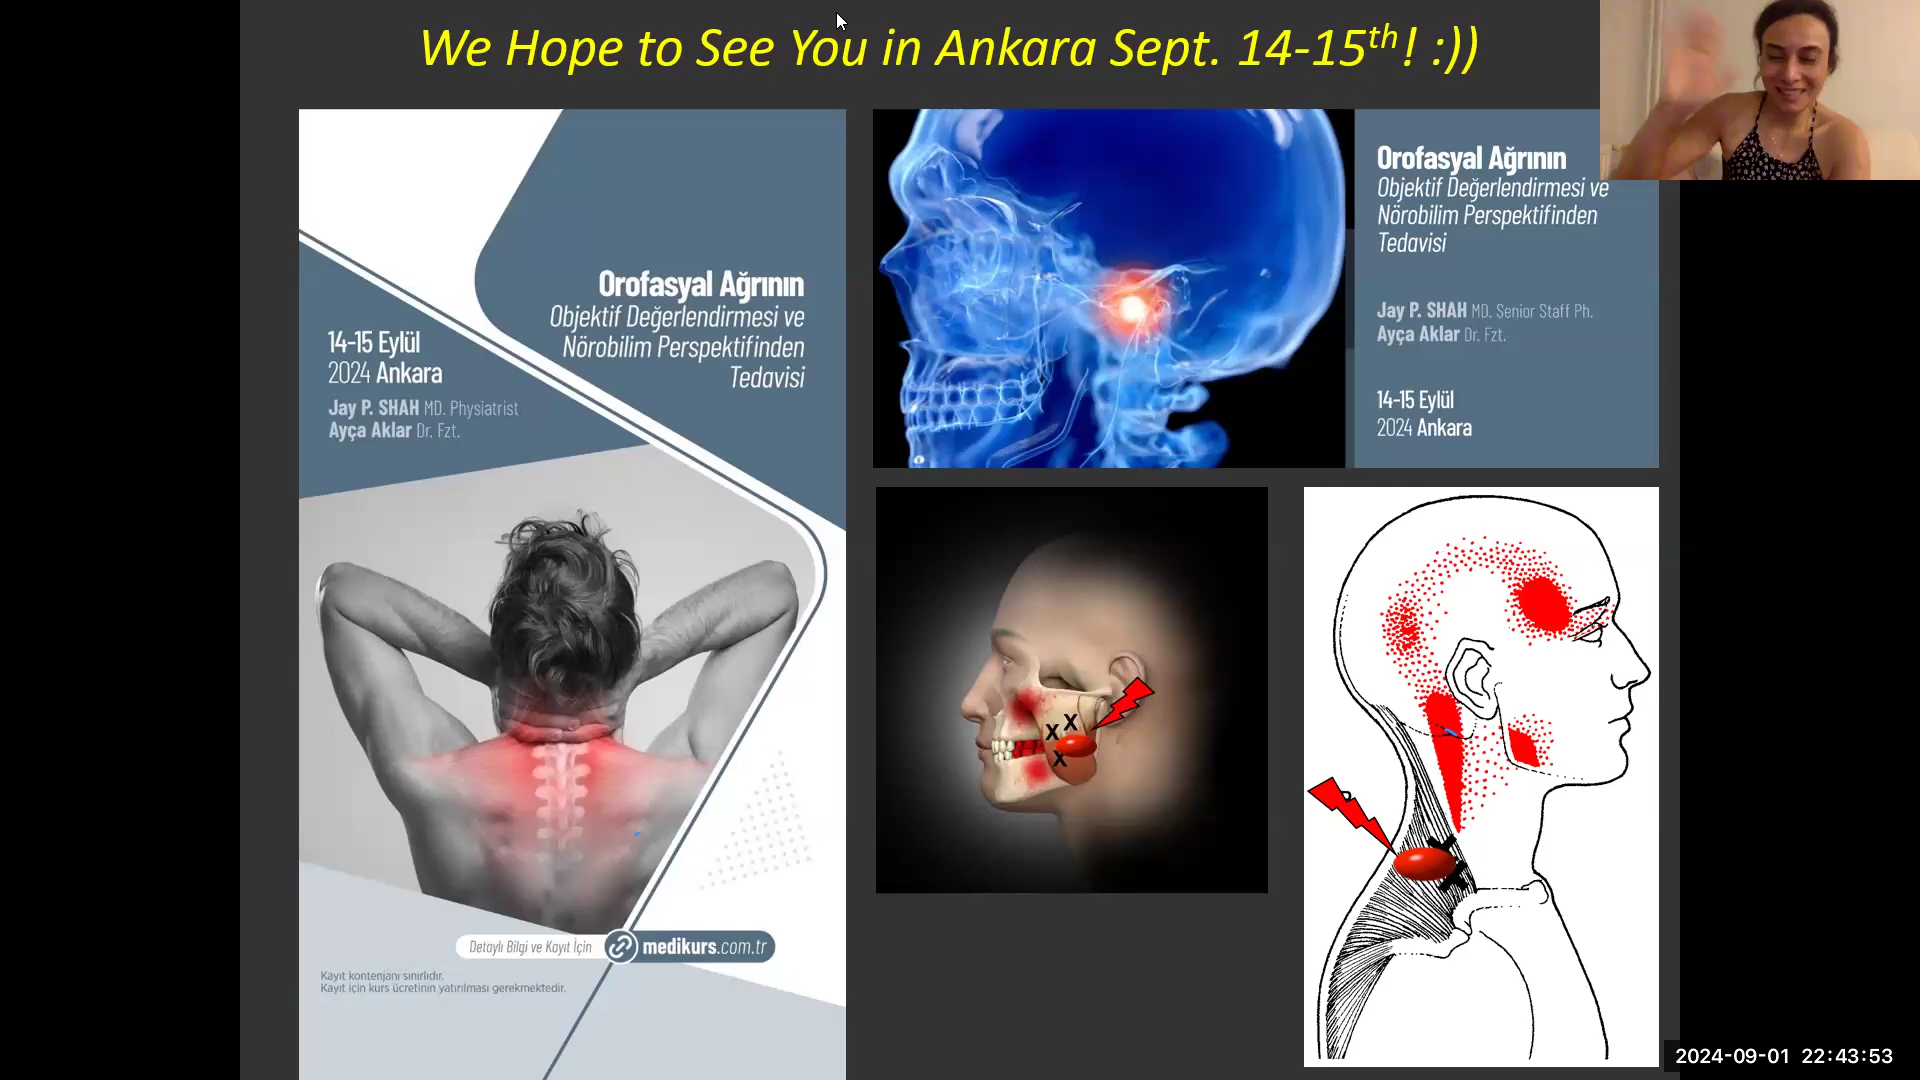 We Hope to See You in Ankara Sept. 14-15th! :))
Orofasyal Ağrının
Objektif Değerlendirmesi ve
Nörobilim Perspektifinden
Tedavisi
14-15 Eylül
2024 Ankara
Jay P. SHAH MD. Physiatrist
Ayça Aklar Dr. Fzt.
Detaylı Bilgi ve Kayıt İçin
medikurs.com.tr
Kayıt kontenjanı sınırlıdır.
Kayıt için kurs ücretinin yatırılması gerekmektedir.
Orofasyal Ağrının
Objektif Değerlendirmesi ve
Nörobilim Perspektifinden
Tedavisi
Jay P. SHAH MD. Senior Staff Ph.
Ayça Aklar Dr. Fzt.
14-15 Eylül
2024 Ankara
X
X
X
2024-09-01 22:43:53